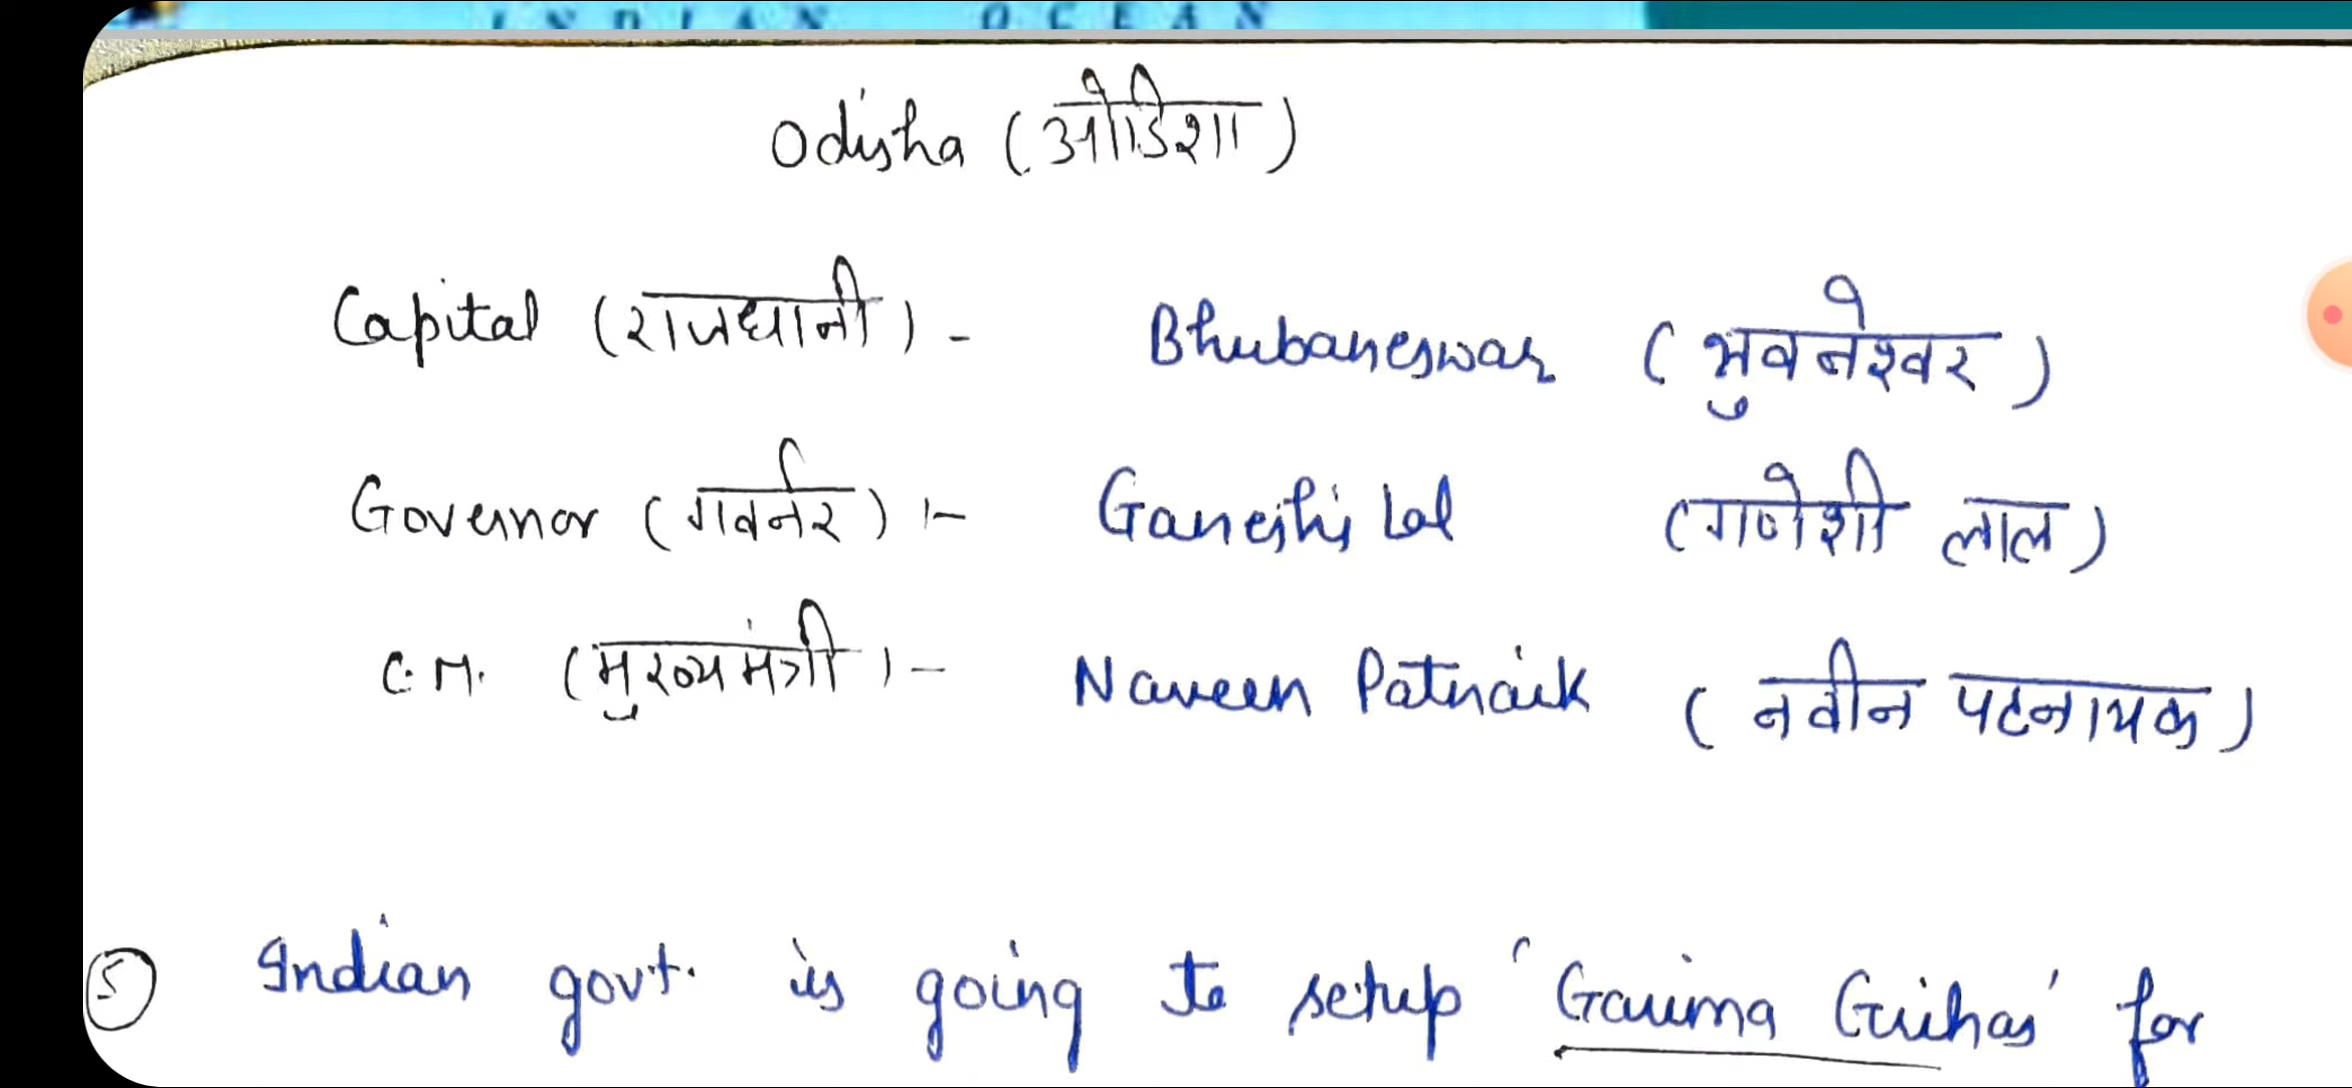 INDIAN OCEAN
Odisha (ओडिशा)
Capital (राजधानी) - Bhubaneswar (भुवनेश्वर)
Governor (गवर्नर) :- Ganeshi Lal (गणेशी लाल)
C.M. (मुख्यमंत्री) - Naveen Patnaik (नवीन पटनायक)
(5) Indian govt. is going to setup 'Garima Grihas' for